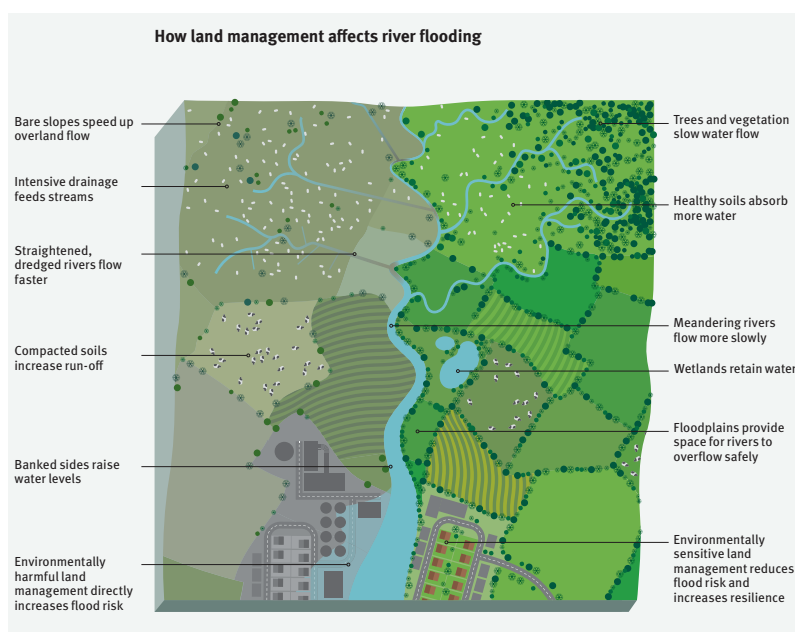 How land management affects river flooding
Bare slopes speed up
overland flow
Intensive drainage
feeds streams
Straightened,
dredged rivers flow
faster
Compacted soils
increase run-off
Banked sides raise
water levels
Environmentally
harmful land
management directly
increases flood risk
Trees and vegetation
slow water flow
Healthy soils absorb
more water
Meandering rivers
flow more slowly
Wetlands retain water
Floodplains provide
space for rivers to
overflow safely
Environmentally
sensitive land
management reduces
flood risk and
increases resilience